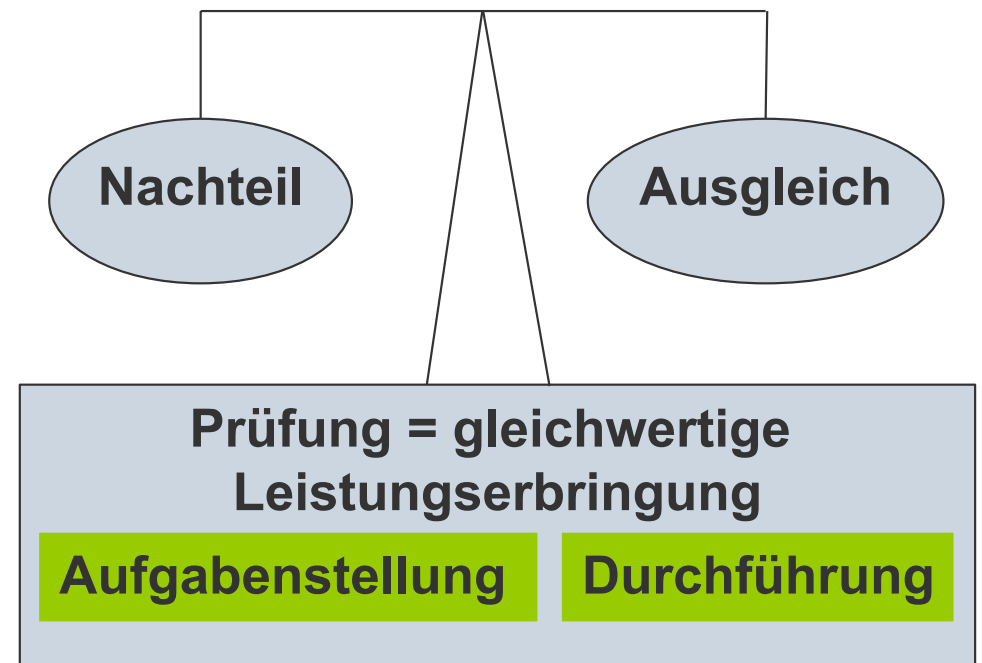 Nachteil
Ausgleich
Prüfung = gleichwertige
Leistungserbringung
Aufgabenstellung
Durchführung